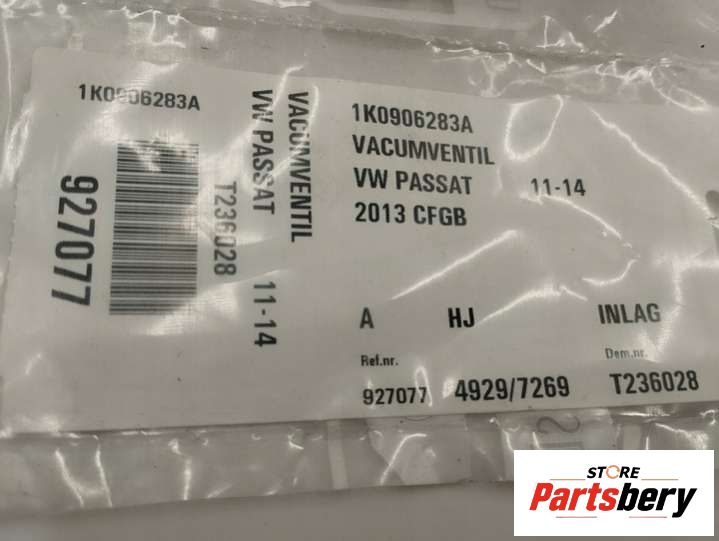 1K0906283A
927077
T236028
VW PASSAT 11-14
VACUMVENTIL
1K0906283A
VACUMVENTIL
VW PASSAT 11-14
2013 CFGB
A HJ INLAG
Ref.nr. Dem.nr.
927077 4929/7269 T236028
STORE
Partsbery